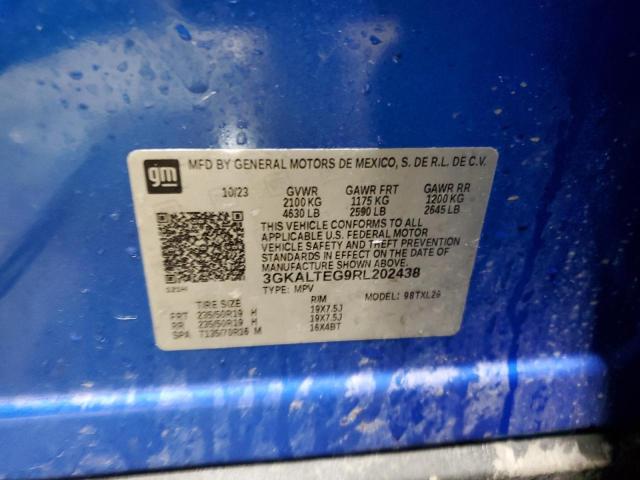 gm
MFD BY GENERAL MOTORS DE MEXICO, S. DE R.L. DE C.V.
10/23 GVWR GAWR FRT GAWR RR
2100 KG 1175 KG 1200 KG
4630 LB 2590 LB 2645 LB
THIS VEHICLE CONFORMS TO ALL
APPLICABLE U.S. FEDERAL MOTOR
VEHICLE SAFETY AND THEFT PREVENTION
STANDARDS IN EFFECT ON THE DATE OF
MANUFACTURE SHOWN ABOVE.
3GKALTEG9RL202438
TYPE: MPV MODEL: 98TXL26
TIRE SIZE RIM
FRT 235/50R19 H 19X7.5J
RR 235/50R19 H 19X7.5J
SPA T135/70R16 M 16X4BT